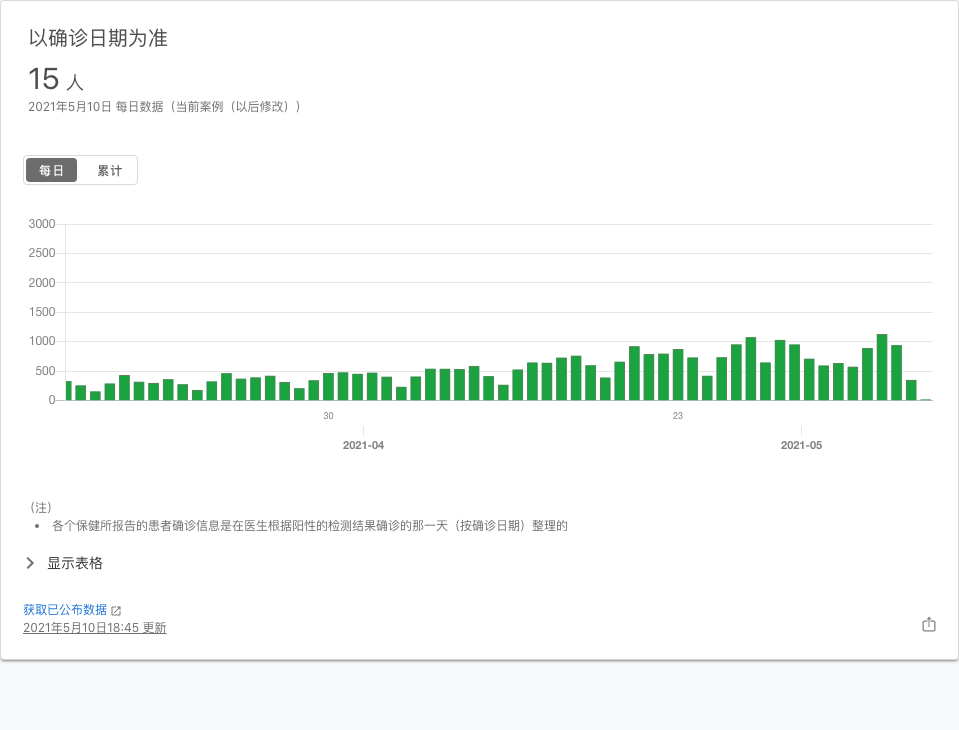 以确诊日期为准
15 人
2021年5月10日 每日数据（当前案例（以后修改））
每日 累计
3000
2500
2000
1500
1000
500
0
30 23
2021-04 2021-05
（注）
• 各个保健所报告的患者确诊信息是在医生根据阳性的检测结果确诊的那一天（按确诊日期）整理的
显示表格
获取已公布数据
2021年5月10日18:45 更新